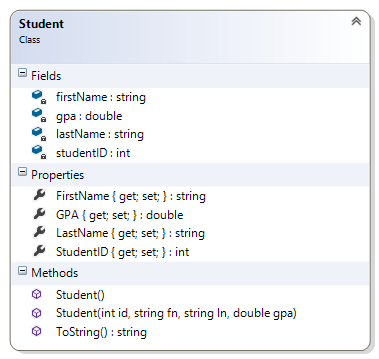 Student
Class
Fields
firstName : string
gpa : double
lastName : string
studentID : int
Properties
FirstName { get; set; } : string
GPA { get; set; } : double
LastName { get; set; } : string
StudentID { get; set; } : int
Methods
Student()
Student(int id, string fn, string ln, double gpa)
ToString() : string